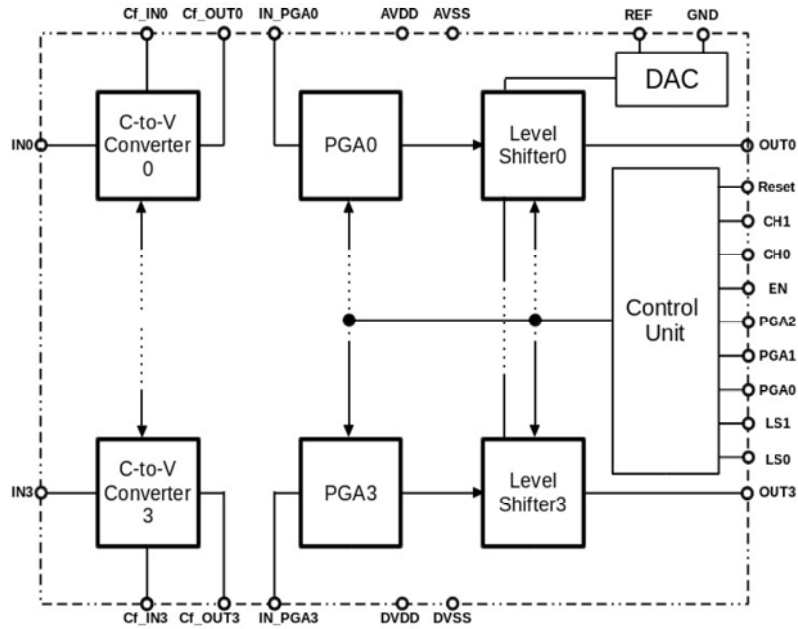 Cf_IN0 Cf_OUT0 IN_PGA0 AVDD AVSS REF GND
DAC
C-to-V
Converter
0
PGA0
Level
Shifter0
IN0
OUT0
Reset
CH1
CH0
EN
PGA2
PGA1
PGA0
LS1
LS0
Control
Unit
C-to-V
Converter
3
PGA3
Level
Shifter3
IN3
OUT3
Cf_IN3 Cf_OUT3 IN_PGA3 DVDD DVSS